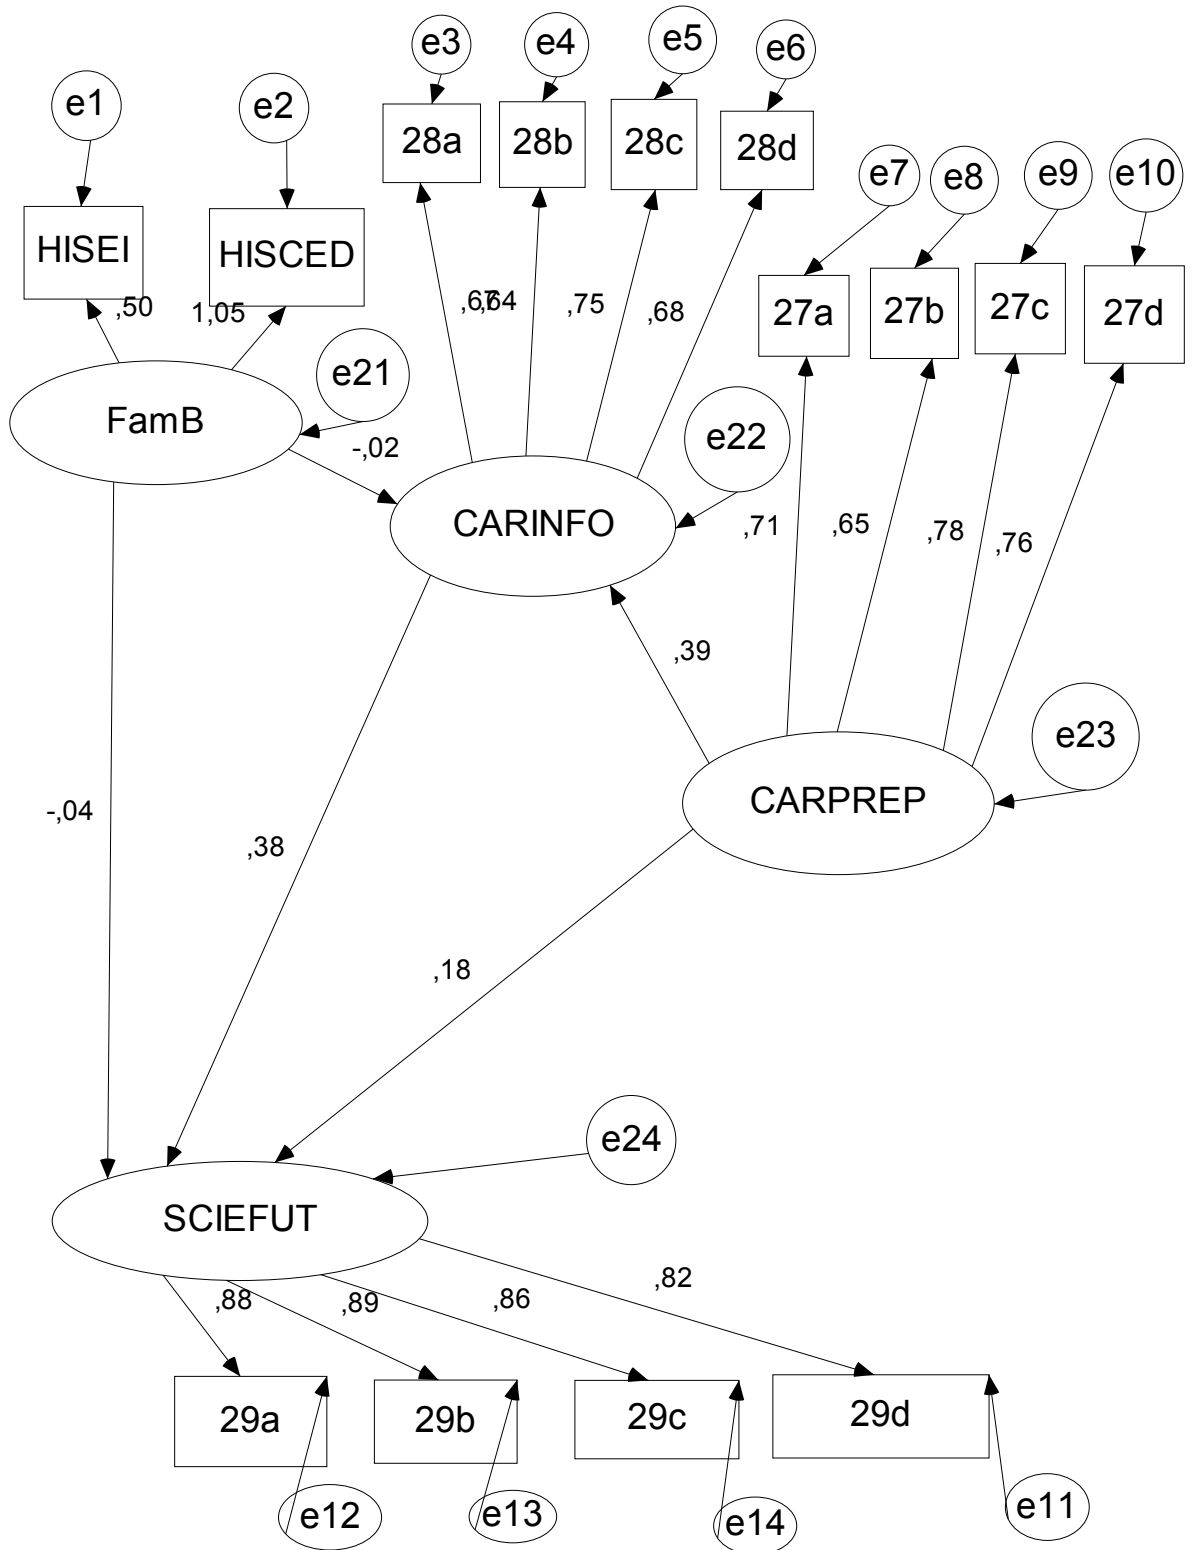 e3
e4
e5
e6
e1
e2
28a
28b
28c
28d
e7
e8
e9
e10
HISEI
HISCED
,50
1,05
,67
,64
,75
,68
27a
27b
27c
27d
e21
FamB
-,02
e22
CARINFO
,71
,65
,78
,76
,39
e23
CARPREP
-,04
,38
,18
e24
SCIEFUT
,88
,89
,86
,82
29a
29b
29c
29d
e12
e13
e14
e11